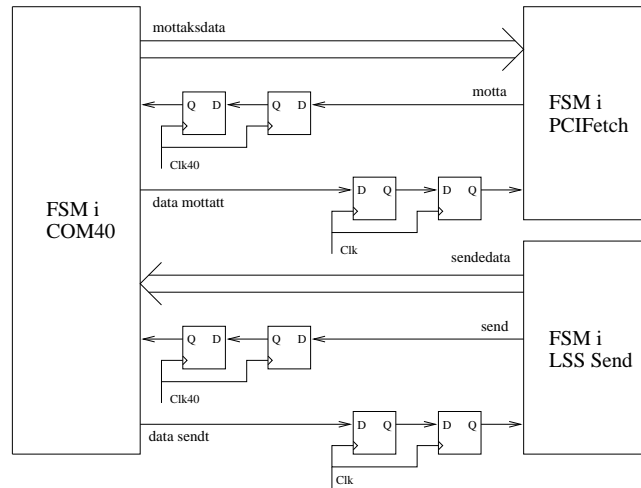 mottaksdata
FSM i
PCIFetch
motta
Q D
Q D
Clk40
FSM i
COM40
data mottatt
D Q
D Q
Clk
sendedata
FSM i
LSS Send
send
Q D
Q D
Clk40
data sendt
D Q
D Q
Clk